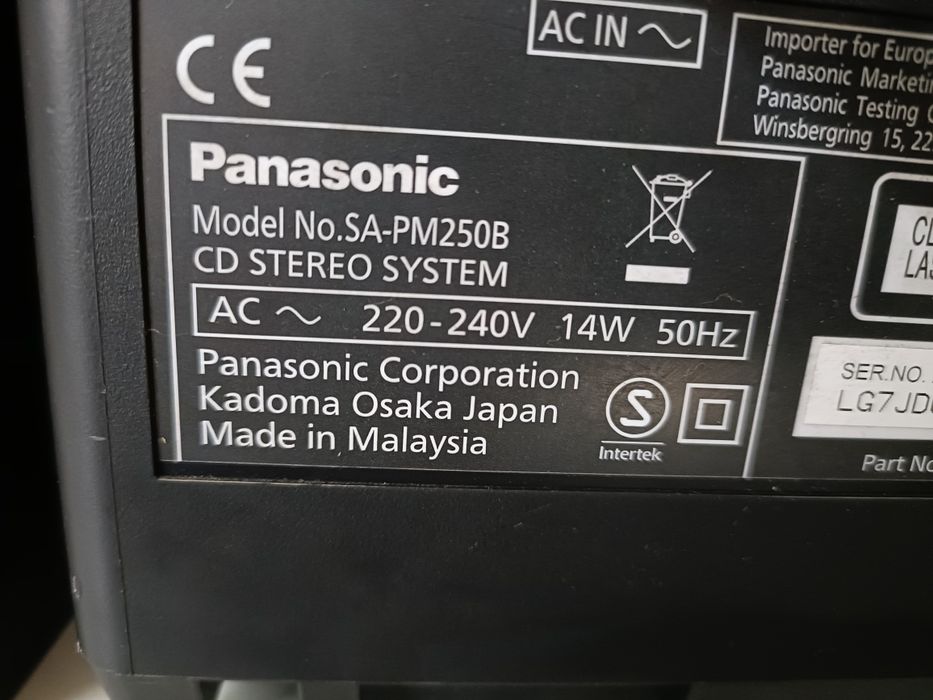 CE
AC IN ~
Importer for Europ
Panasonic Marketi
Panasonic Testing
Winsbergring 15, 22
Panasonic
Model No.SA-PM250B
CD STEREO SYSTEM
AC ~ 220-240V 14W 50Hz
Panasonic Corporation
Kadoma Osaka Japan
Made in Malaysia
S
Intertek
LAS
SER.NO.
LG7JD
Part No